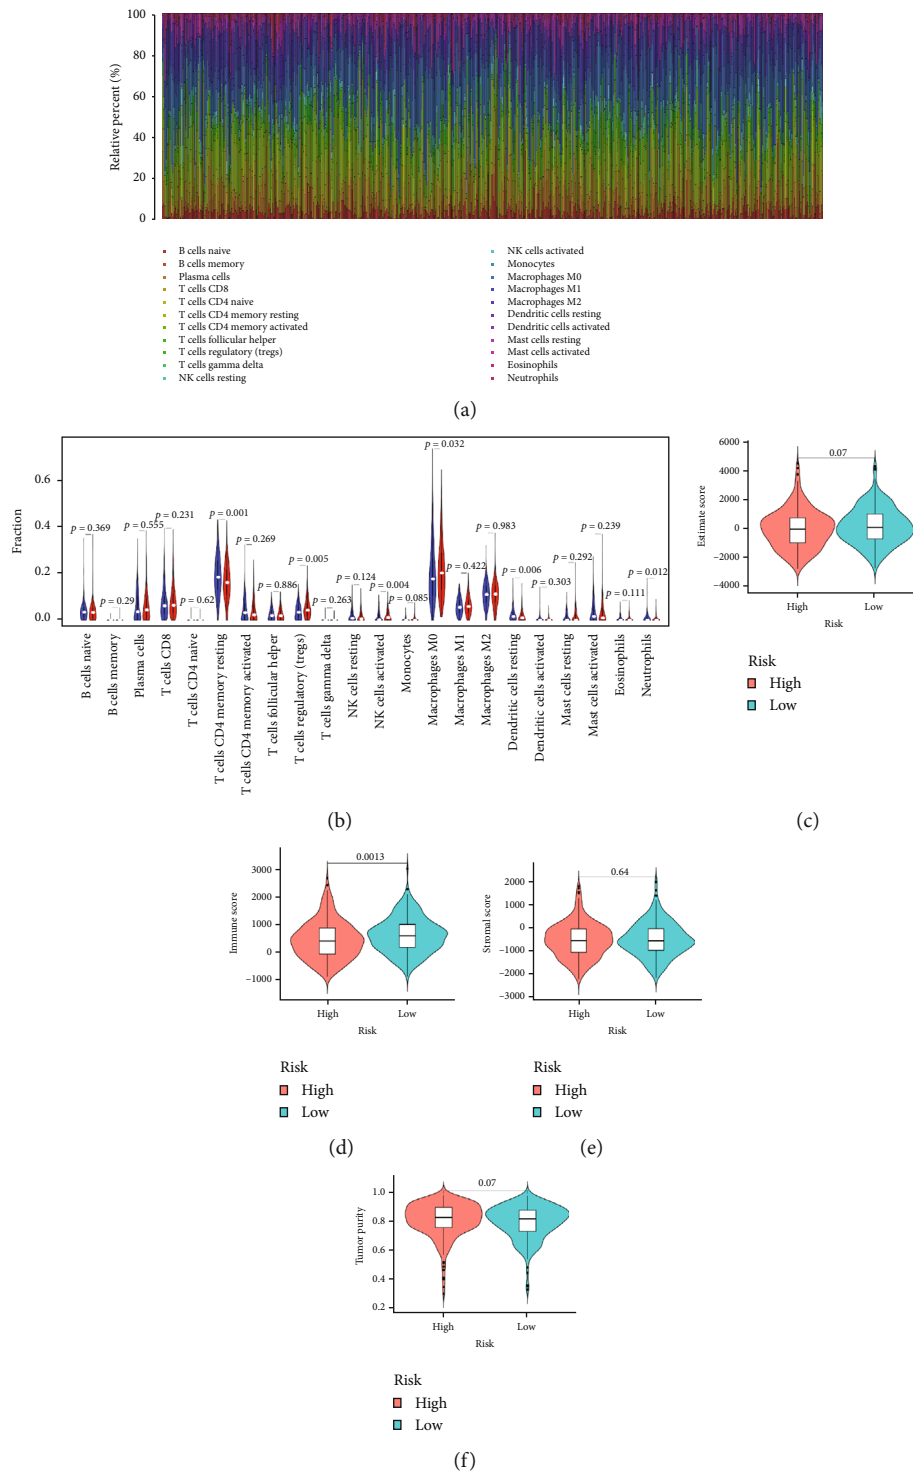 100
80
60
40
20
0
Relative percent (%)
B cells naive
B cells memory
Plasma cells
T cells CD8
T cells CD4 naive
T cells CD4 memory resting
T cells CD4 memory activated
T cells follicular helper
T cells regulatory (tregs)
T cells gamma delta
NK cells resting
NK cells activated
Monocytes
Macrophages M0
Macrophages M1
Macrophages M2
Dendritic cells resting
Dendritic cells activated
Mast cells resting
Mast cells activated
Eosinophils
Neutrophils
(a)
Fraction
0.6
0.4
0.2
0.0
p = 0.369
p = 0.29
p = 0.555
p = 0.231
p = 0.62
p = 0.001
p = 0.269
p = 0.886
p = 0.005
p = 0.263
p = 0.124
p = 0.004
p = 0.085
p = 0.032
p = 0.422
p = 0.983
p = 0.006
p = 0.303
p = 0.292
p = 0.239
p = 0.111
p = 0.012
B cells naive
B cells memory
Plasma cells
T cells CD8
T cells CD4 naive
T cells CD4 memory resting
T cells CD4 memory activated
T cells follicular helper
T cells regulatory (tregs)
T cells gamma delta
NK cells resting
NK cells activated
Monocytes
Macrophages M0
Macrophages M1
Macrophages M2
Dendritic cells resting
Dendritic cells activated
Mast cells resting
Mast cells activated
Eosinophils
Neutrophils
(b)
Estimate score
6000
4000
2000
0
−2000
−4000
0.07
High
Low
Risk
Risk
High
Low
(c)
Immune score
3000
2000
1000
0
−1000
0.0013
High
Low
Risk
Risk
High
Low
(d)
Stromal score
2000
1000
0
−1000
−2000
−3000
0.64
High
Low
Risk
Risk
High
Low
(e)
Tumor purity
1.0
0.8
0.6
0.4
0.2
0.07
High
Low
Risk
Risk
High
Low
(f)